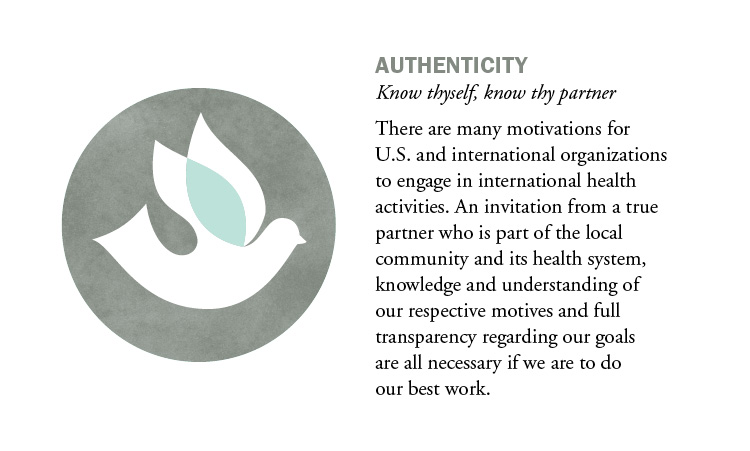 AUTHENTICITY
Know thyself, know thy partner
There are many motivations for
U.S. and international organizations
to engage in international health
activities. An invitation from a true
partner who is part of the local
community and its health system,
knowledge and understanding of
our respective motives and full
transparency regarding our goals
are all necessary if we are to do
our best work.